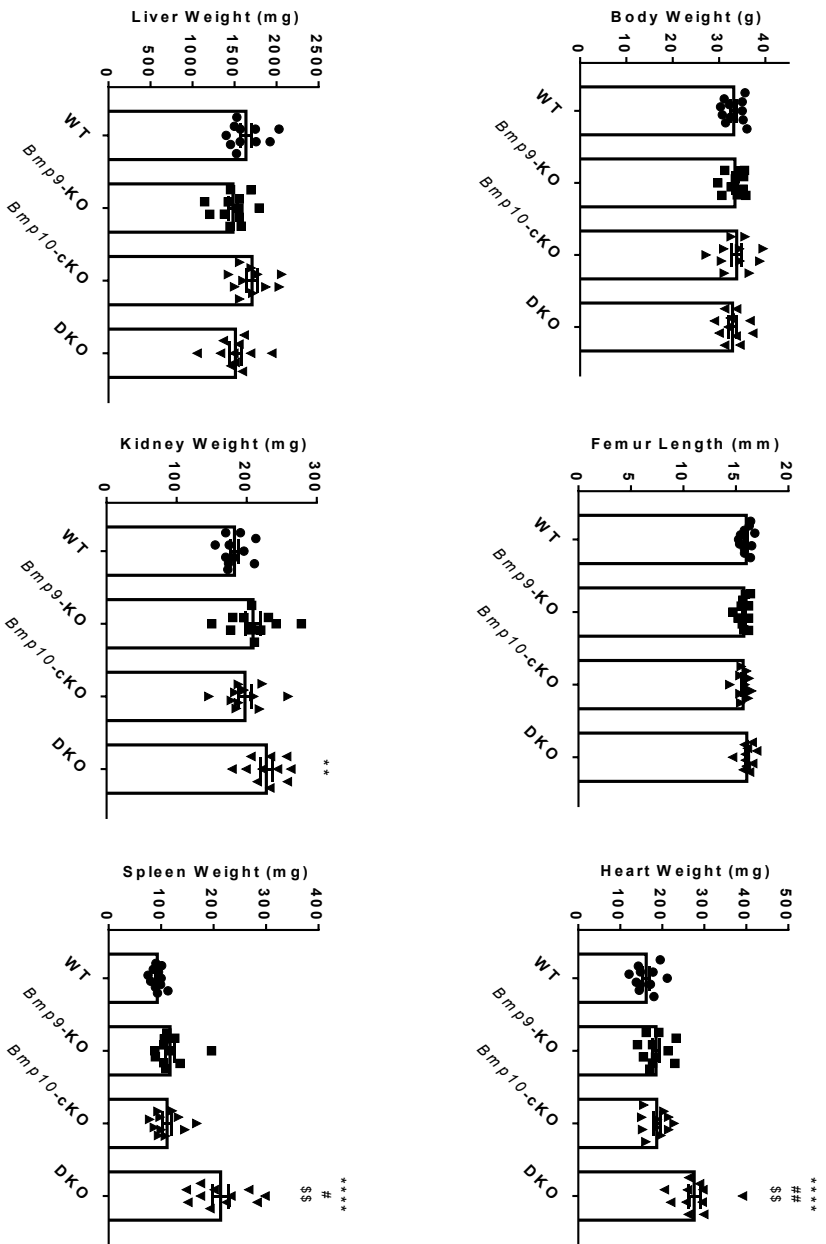 Body Weight (g)
40
30
20
10
0
WT
Bmp9-KO
Bmp10-cKO
DKO
Femur Length (mm)
20
15
10
5
0
WT
Bmp9-KO
Bmp10-cKO
DKO
Heart Weight (mg)
500
400
300
200
100
0
****
##
$$
WT
Bmp9-KO
Bmp10-cKO
DKO
Liver Weight (mg)
2500
2000
1500
1000
500
0
WT
Bmp9-KO
Bmp10-cKO
DKO
Kidney Weight (mg)
300
200
100
0
**
WT
Bmp9-KO
Bmp10-cKO
DKO
Spleen Weight (mg)
400
300
200
100
0
****
#
$$
WT
Bmp9-KO
Bmp10-cKO
DKO